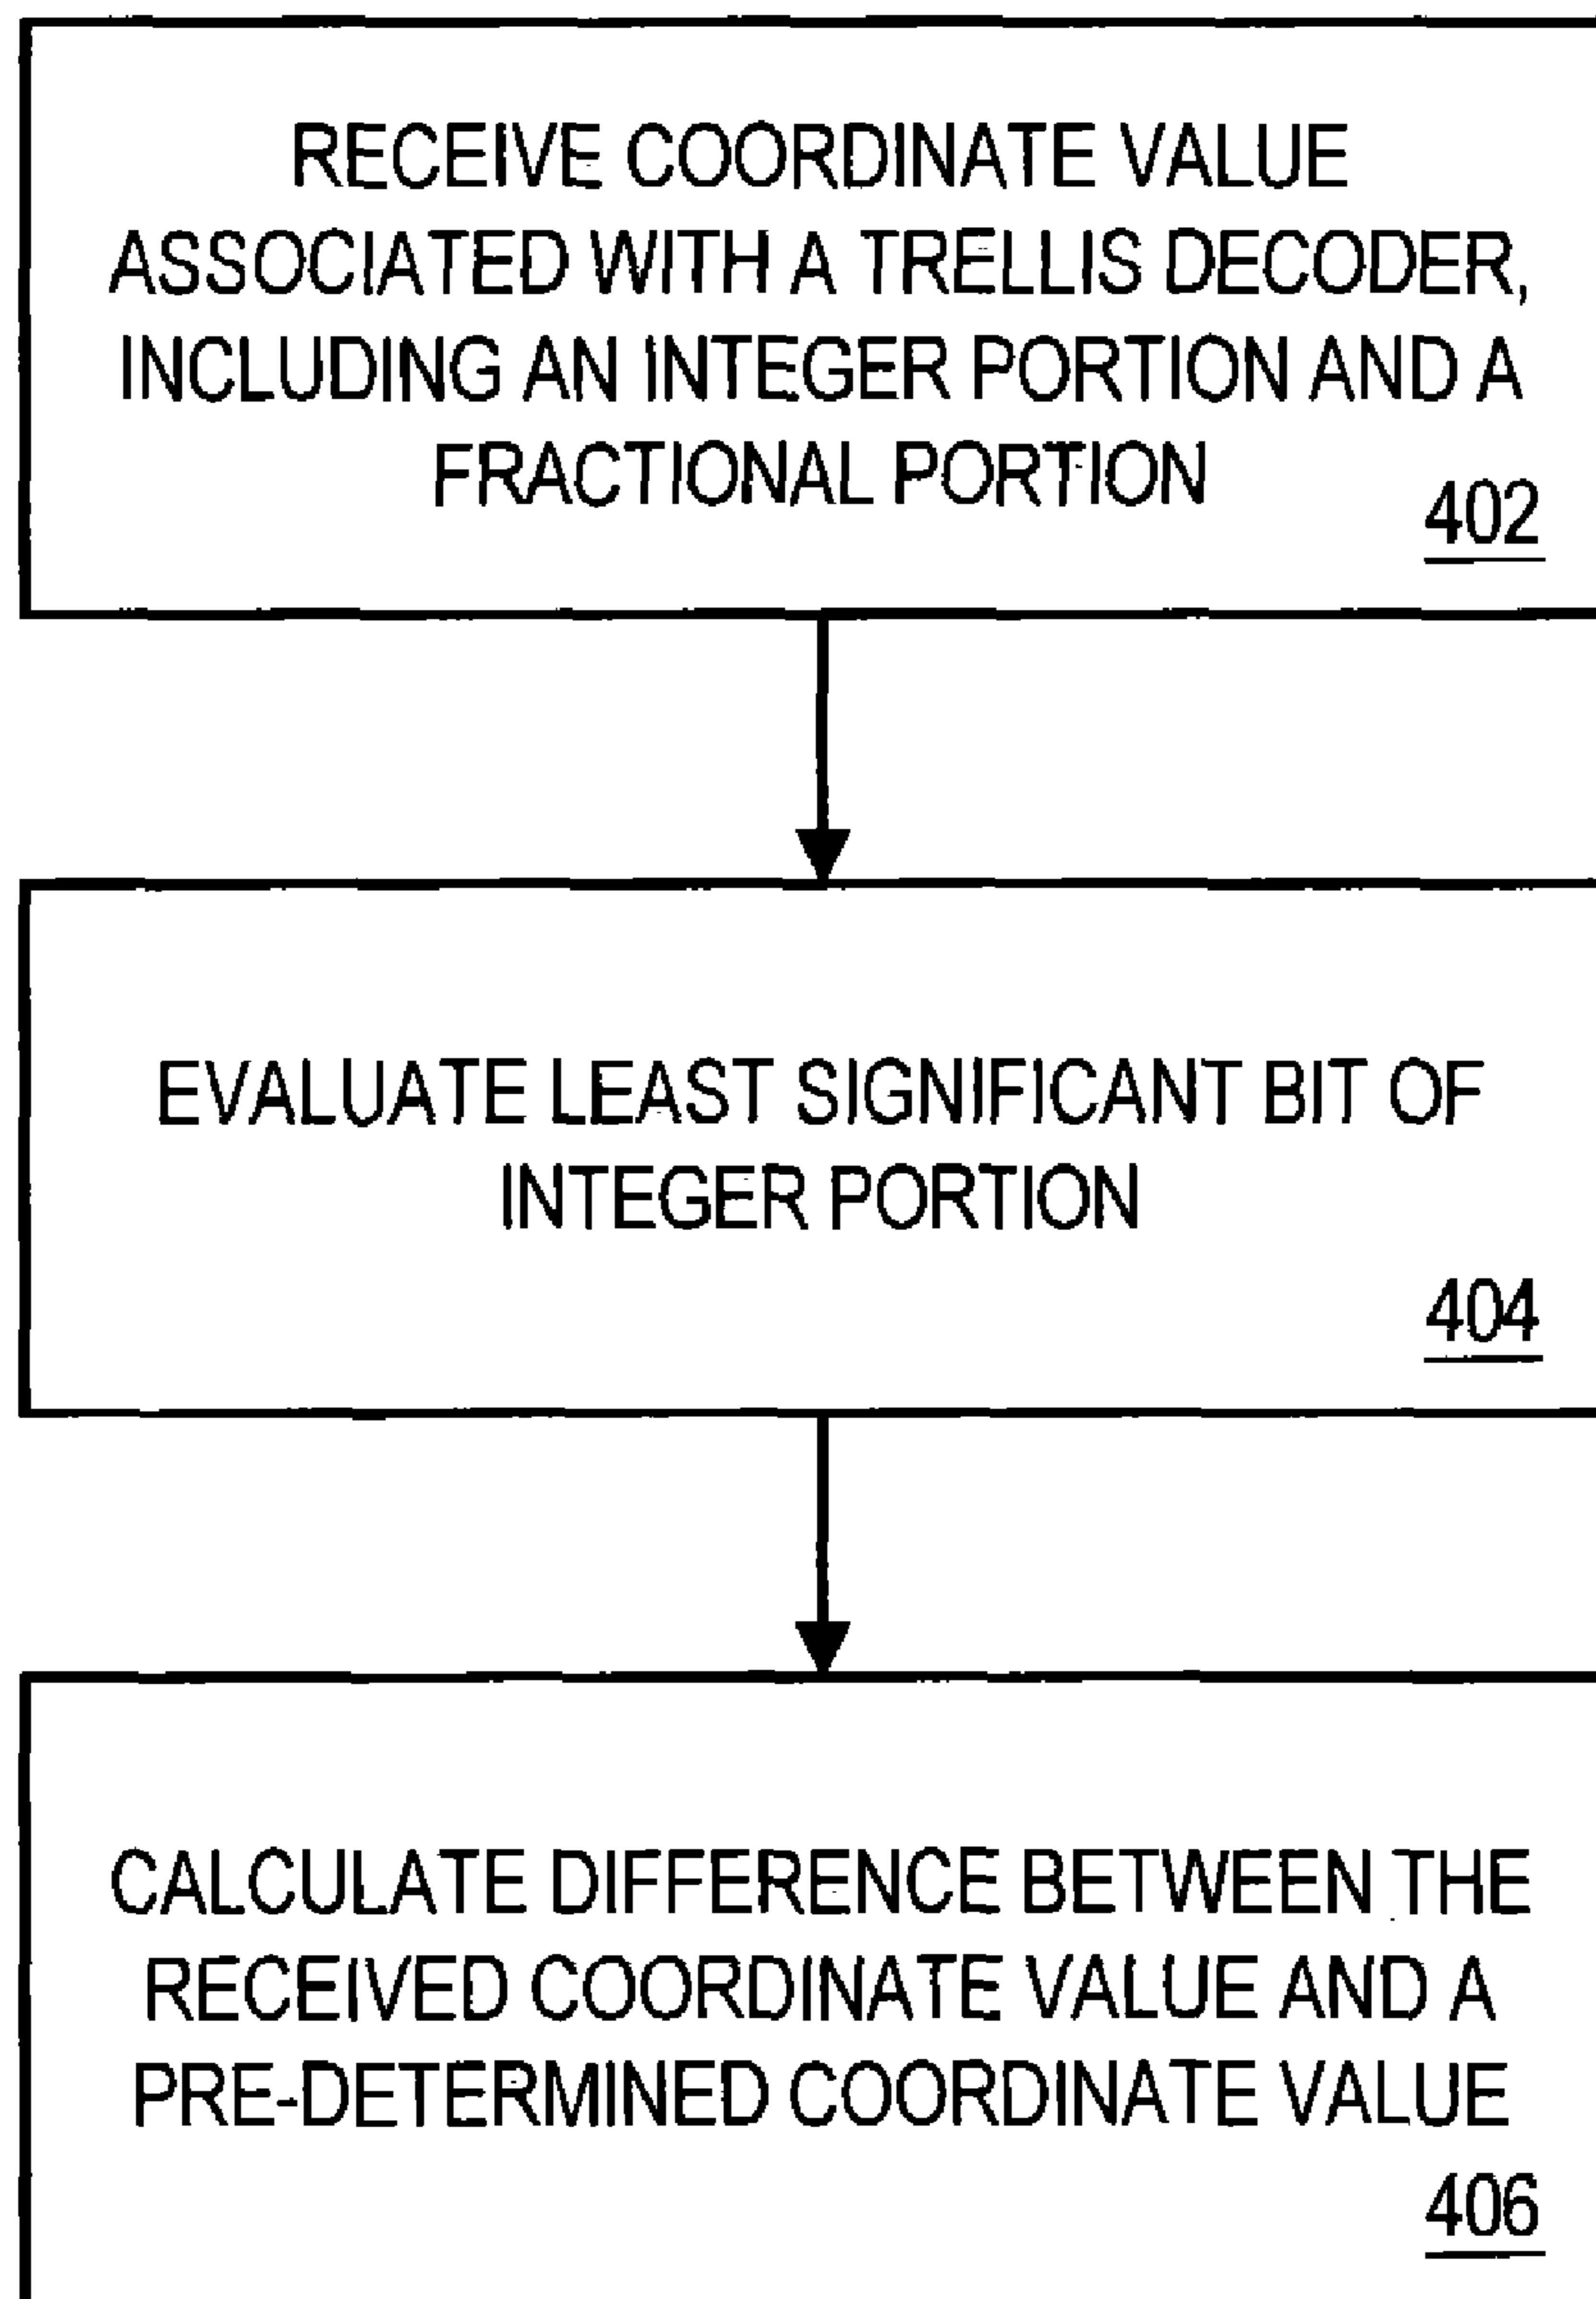 RECEIVE COORDINATE VALUE
ASSOCIATED WITH A TRELLIS DECODER,
INCLUDING AN INTEGER PORTION AND A
FRACTIONAL PORTION
402
EVALUATE LEAST SIGNIFICANT BIT OF
INTEGER PORTION
404
CALCULATE DIFFERENCE BETWEEN THE
RECEIVED COORDINATE VALUE AND A
PRE-DETERMINED COORDINATE VALUE
406